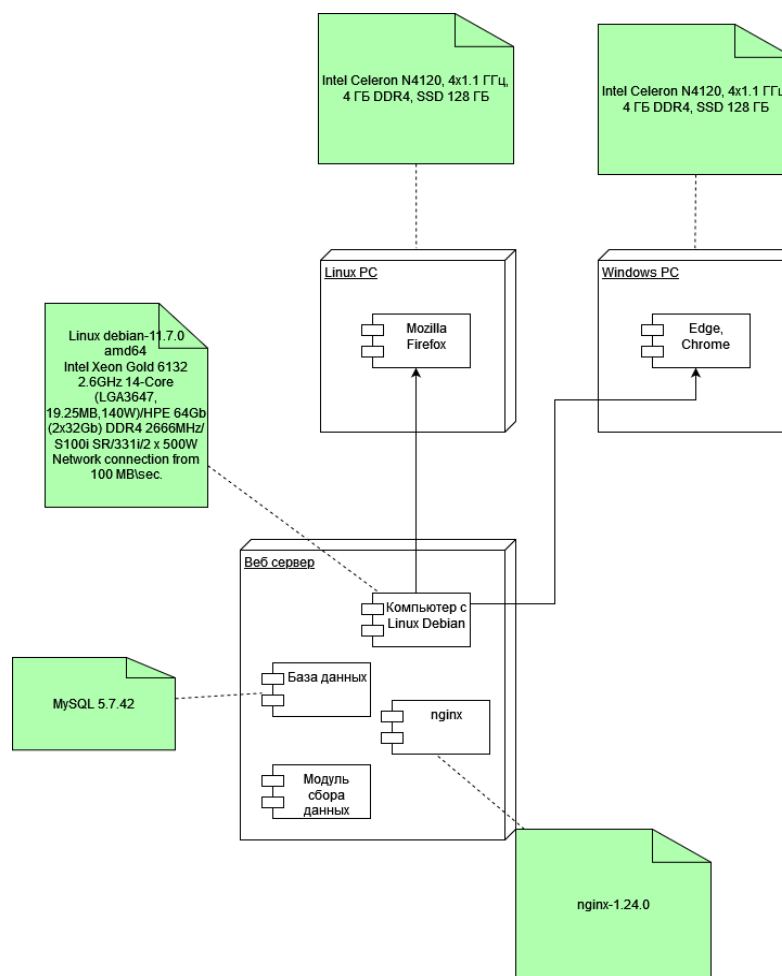 Intel Celeron N4120, 4x1.1 ГГц,
4 ГБ DDR4, SSD 128 ГБ
Intel Celeron N4120, 4x1.1 ГГц,
4 ГБ DDR4, SSD 128 ГБ
Linux PC
Mozilla
Firefox
Windows PC
Edge,
Chrome
Linux debian-11.7.0
amd64
Intel Xeon Gold 6132
2.6GHz 14-Core
(LGA3647,
19.25MB,140W)/HPE 64Gb
(2x32Gb) DDR4 2666MHz/
S100i SR/331i/2 x 500W
Network connection from
100 MB\sec.
Веб сервер
Компьютер с
Linux Debian
База данных
MySQL 5.7.42
nginx
Модуль
сбора
данных
nginx-1.24.0